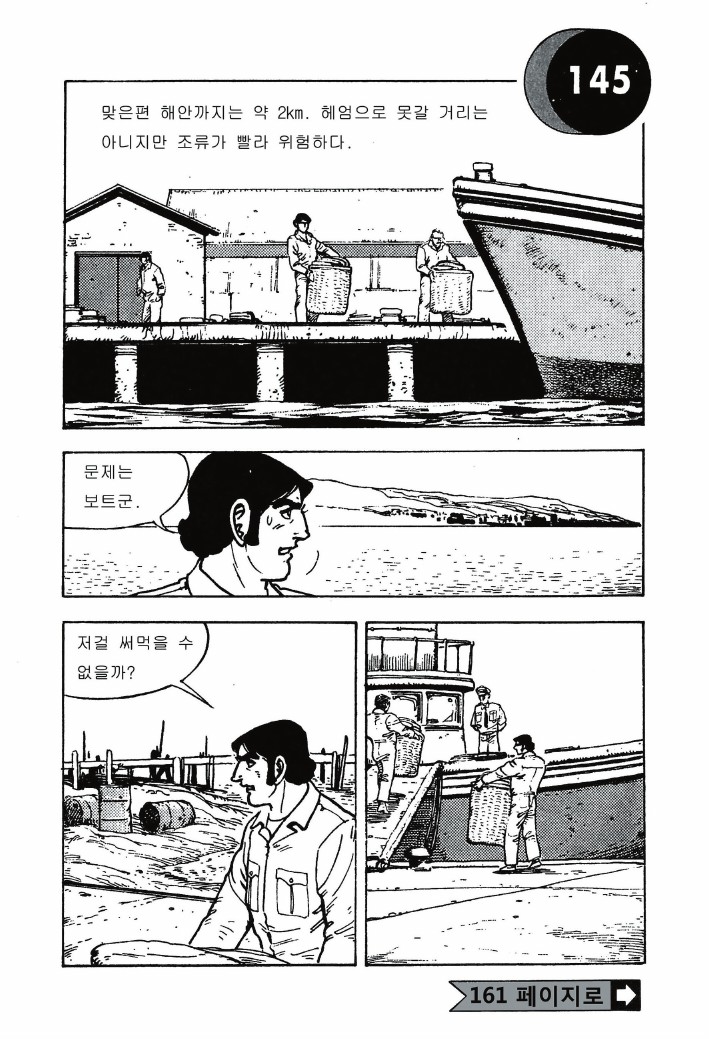 145
맞은편 해안까지는 약 2km. 헤엄으로 못갈 거리는
아니지만 조류가 빨라 위험하다.
문제는
보트군.
저걸 써먹을 수
없을까?
161 페이지로